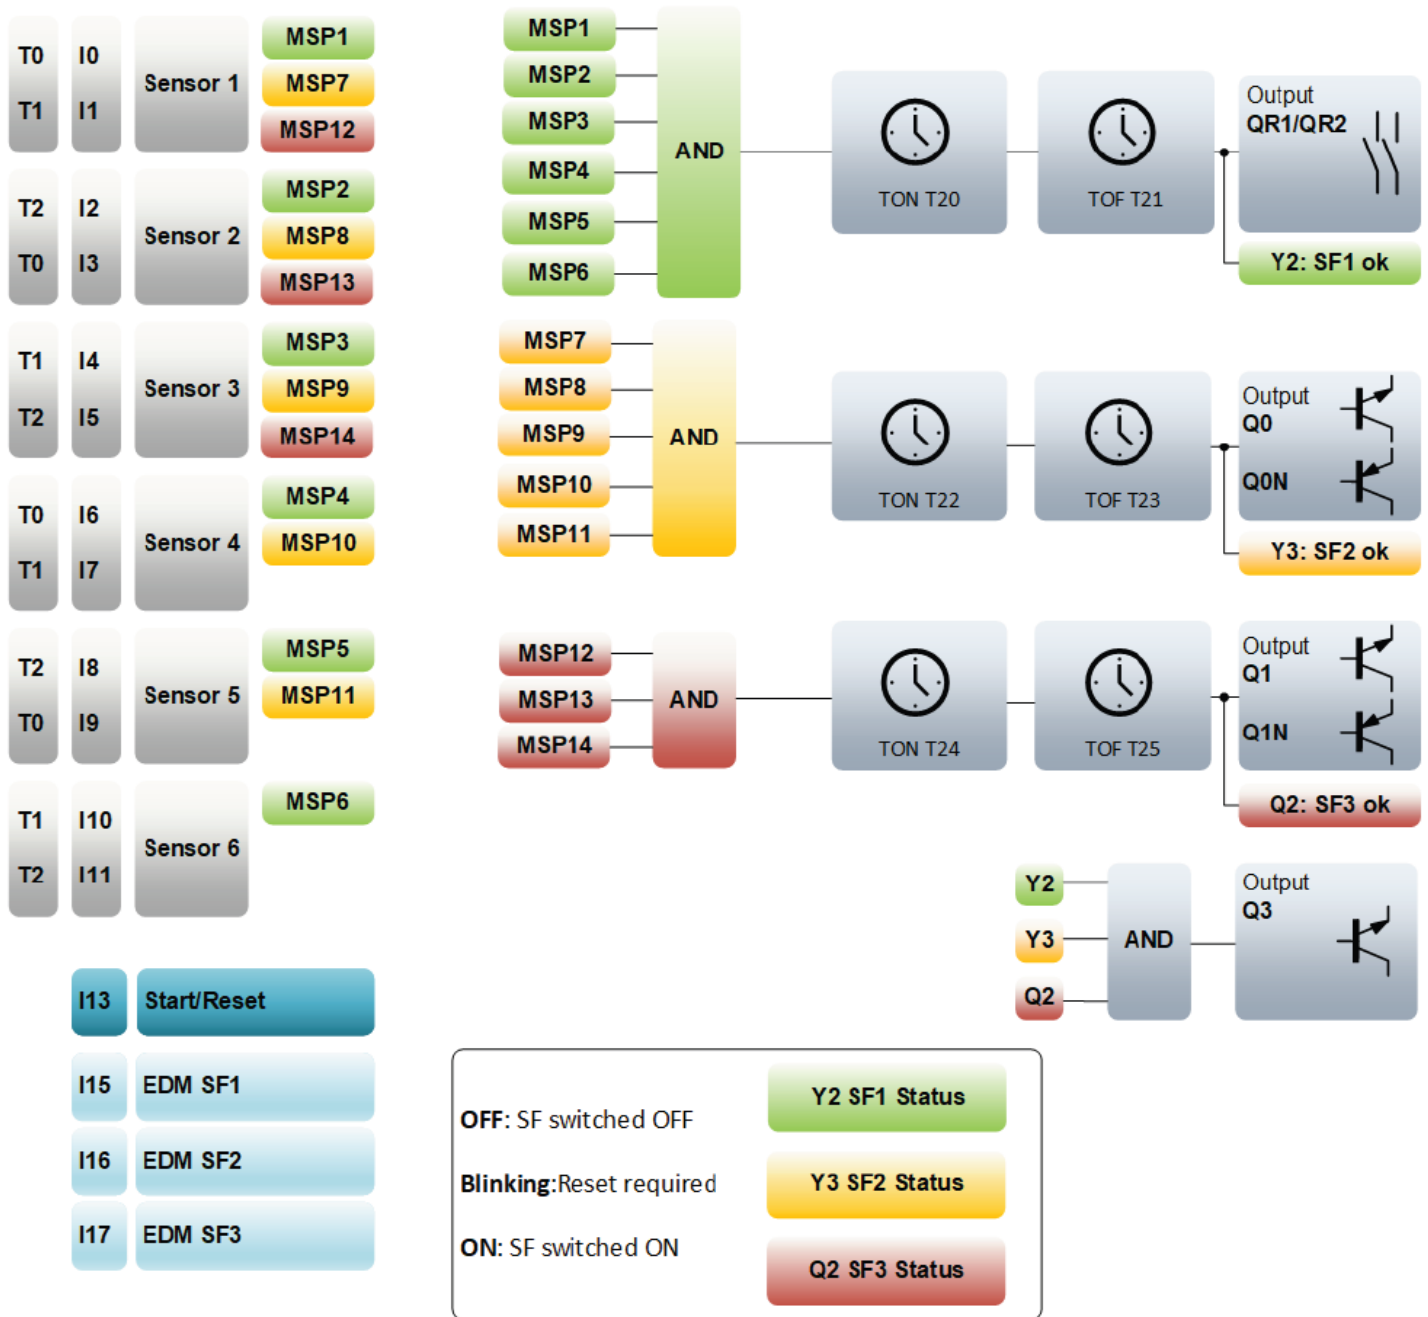 T0
T1
I0
I1
Sensor 1
MSP1
MSP7
MSP12
T2
T0
I2
I3
Sensor 2
MSP2
MSP8
MSP13
T1
T2
I4
I5
Sensor 3
MSP3
MSP9
MSP14
T0
T1
I6
I7
Sensor 4
MSP4
MSP10
T2
T0
I8
I9
Sensor 5
MSP5
MSP11
T1
T2
I10
I11
Sensor 6
MSP6
I13
Start/Reset
I15
EDM SF1
I16
EDM SF2
I17
EDM SF3
MSP1
MSP2
MSP3
MSP4
MSP5
MSP6
AND
TON T20
TOF T21
Output
QR1/QR2
Y2: SF1 ok
MSP7
MSP8
MSP9
MSP10
MSP11
AND
TON T22
TOF T23
Output
Q0
Q0N
Y3: SF2 ok
MSP12
MSP13
MSP14
AND
TON T24
TOF T25
Output
Q1
Q1N
Q2: SF3 ok
Y2
Y3
Q2
AND
Output
Q3
OFF: SF switched OFF
Blinking:Reset required
ON: SF switched ON
Y2 SF1 Status
Y3 SF2 Status
Q2 SF3 Status